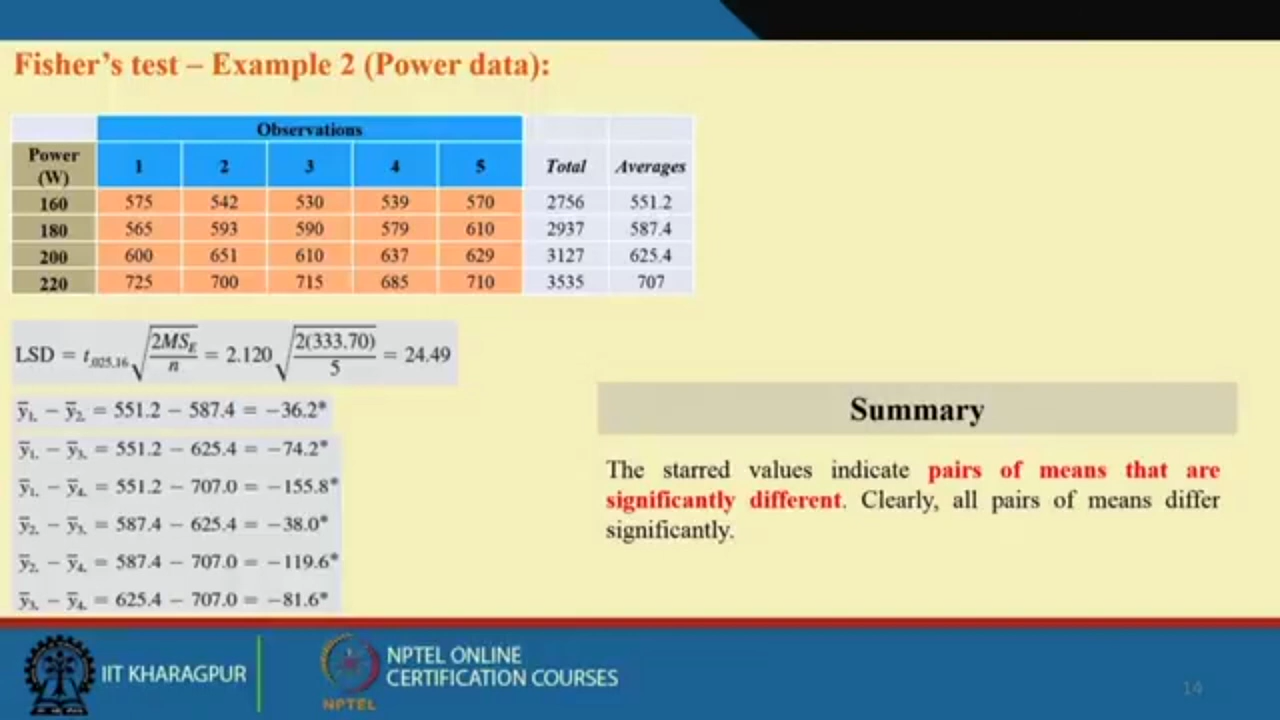 Fisher's test – Example 2 (Power data):
Observations
Power (W) 1 2 3 4 5 Total Averages
160 575 542 530 539 570 2756 551.2
180 565 593 590 579 610 2937 587.4
200 600 651 610 637 629 3127 625.4
220 725 700 715 685 710 3535 707
LSD = t.025,16 √(2MS_E / n) = 2.120 √(2(333.70) / 5) = 24.49
ȳ1. − ȳ2. = 551.2 − 587.4 = −36.2*
ȳ1. − ȳ3. = 551.2 − 625.4 = −74.2*
ȳ1. − ȳ4. = 551.2 − 707.0 = −155.8*
ȳ2. − ȳ3. = 587.4 − 625.4 = −38.0*
ȳ2. − ȳ4. = 587.4 − 707.0 = −119.6*
ȳ3. − ȳ4. = 625.4 − 707.0 = −81.6*
Summary
The starred values indicate pairs of means that are
significantly different. Clearly, all pairs of means differ
significantly.
IIT KHARAGPUR
NPTEL
NPTEL ONLINE
CERTIFICATION COURSES
14